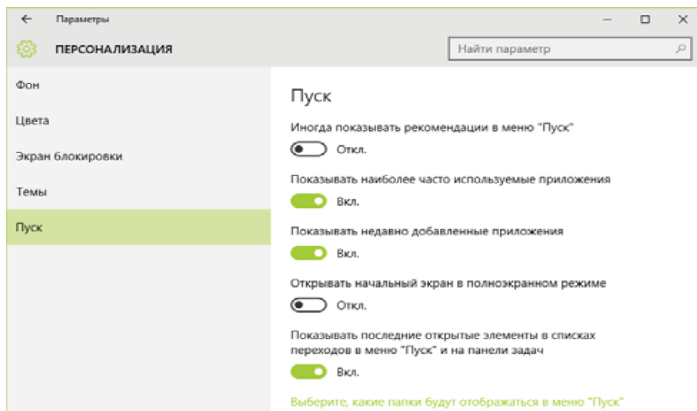 Параметры
ПЕРСОНАЛИЗАЦИЯ
Найти параметр
Фон
Цвета
Экран блокировки
Темы
Пуск
Пуск
Иногда показывать рекомендации в меню "Пуск"
Откл.
Показывать наиболее часто используемые приложения
Вкл.
Показывать недавно добавленные приложения
Вкл.
Открывать начальный экран в полноэкранном режиме
Откл.
Показывать последние открытые элементы в списках
переходов в меню "Пуск" и на панели задач
Вкл.
Выберите, какие папки будут отображаться в меню "Пуск"